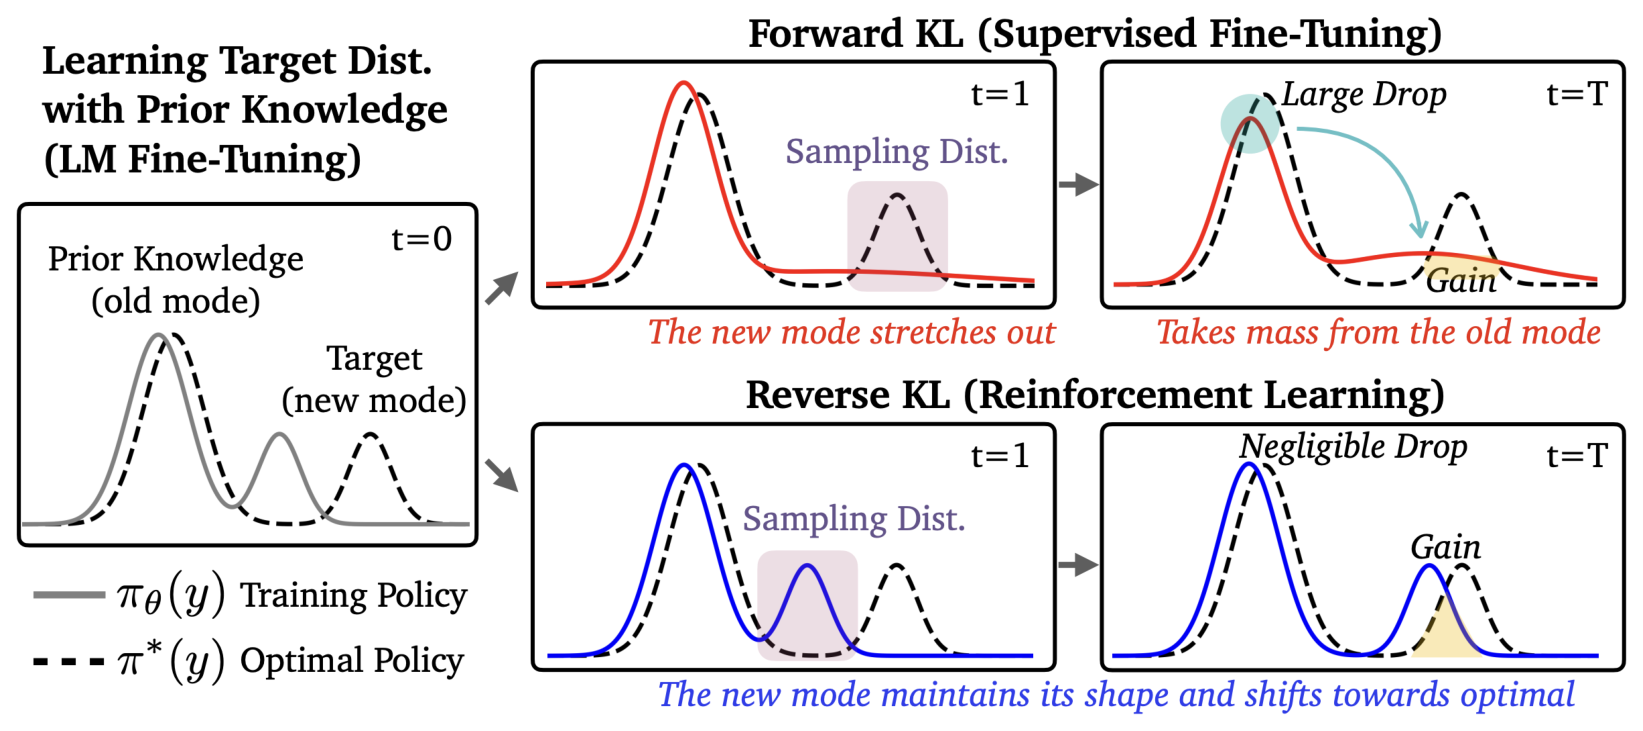 Learning Target Dist.
with Prior Knowledge
(LM Fine-Tuning)
t=0
Prior Knowledge
(old mode)
Target
(new mode)
πθ(y) Training Policy
π*(y) Optimal Policy
Forward KL (Supervised Fine-Tuning)
t=1
Sampling Dist.
The new mode stretches out
Large Drop
t=T
Gain
Takes mass from the old mode
Reverse KL (Reinforcement Learning)
t=1
Sampling Dist.
Negligible Drop
t=T
Gain
The new mode maintains its shape and shifts towards optimal